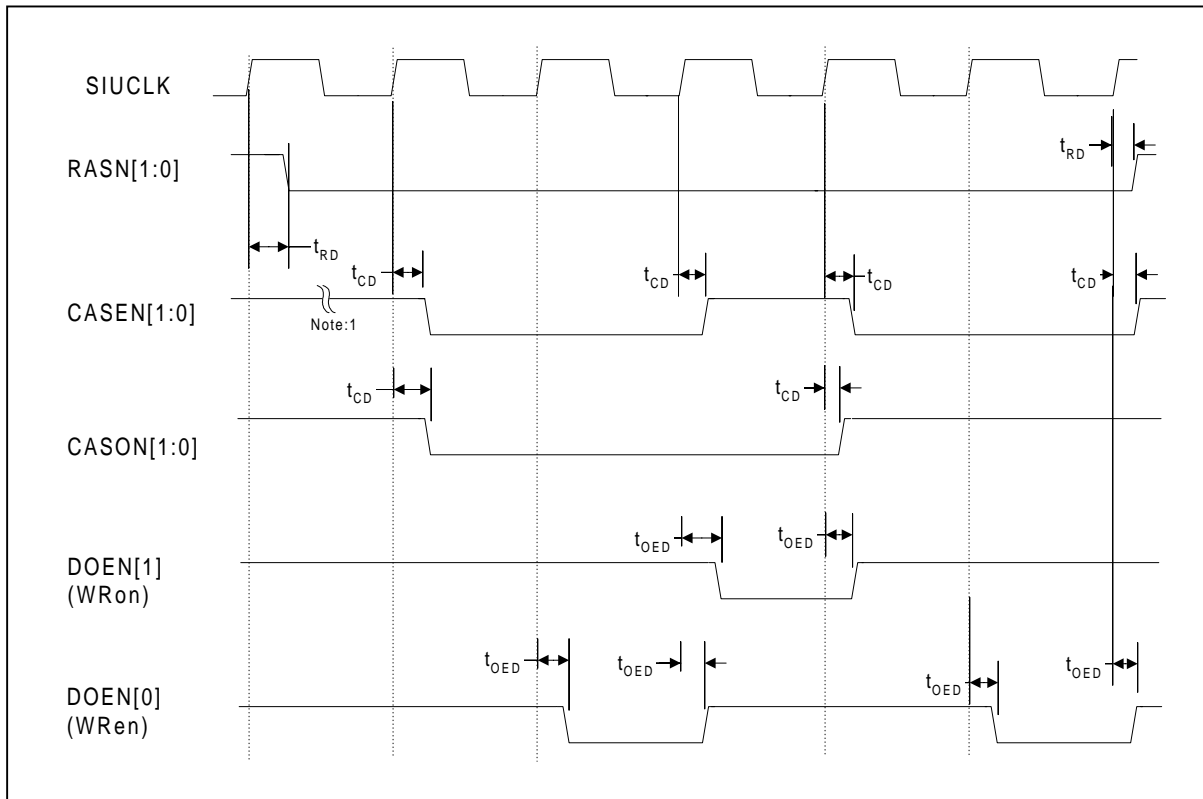 SIUCLK
RASN[1:0]
tRD
tRD
tCD
tCD
tCD
tCD
CASEN[1:0]
Note:1
tCD
tCD
CASON[1:0]
tOED
tOED
DOEN[1]
(WRon)
tOED
tOED
tOED
tOED
DOEN[0]
(WRen)